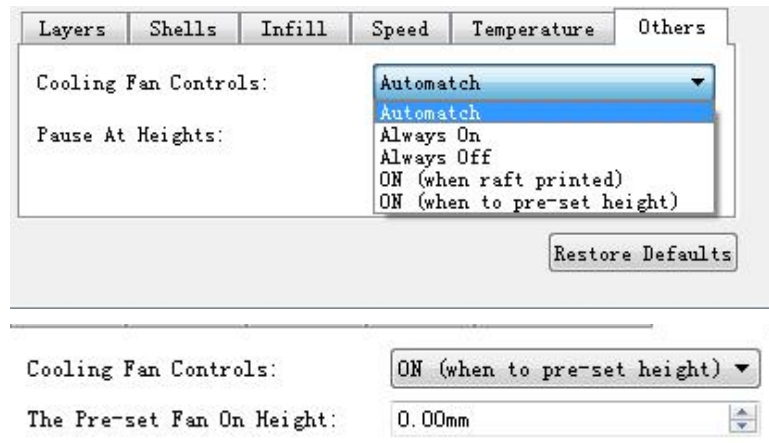 Layers Shells Infill Speed Temperature Others
Cooling Fan Controls: Automatch
Automatch
Pause At Heights: Always On
Always Off
ON (when raft printed)
ON (when to pre-set height)
Restore Defaults
Cooling Fan Controls: ON (when to pre-set height)
The Pre-set Fan On Height: 0.00mm